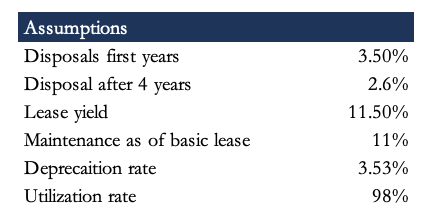 Assumptions
Disposals first years 3.50%
Disposal after 4 years 2.6%
Lease yield 11.50%
Maintenance as of basic lease 11%
Deprecaition rate 3.53%
Utilization rate 98%